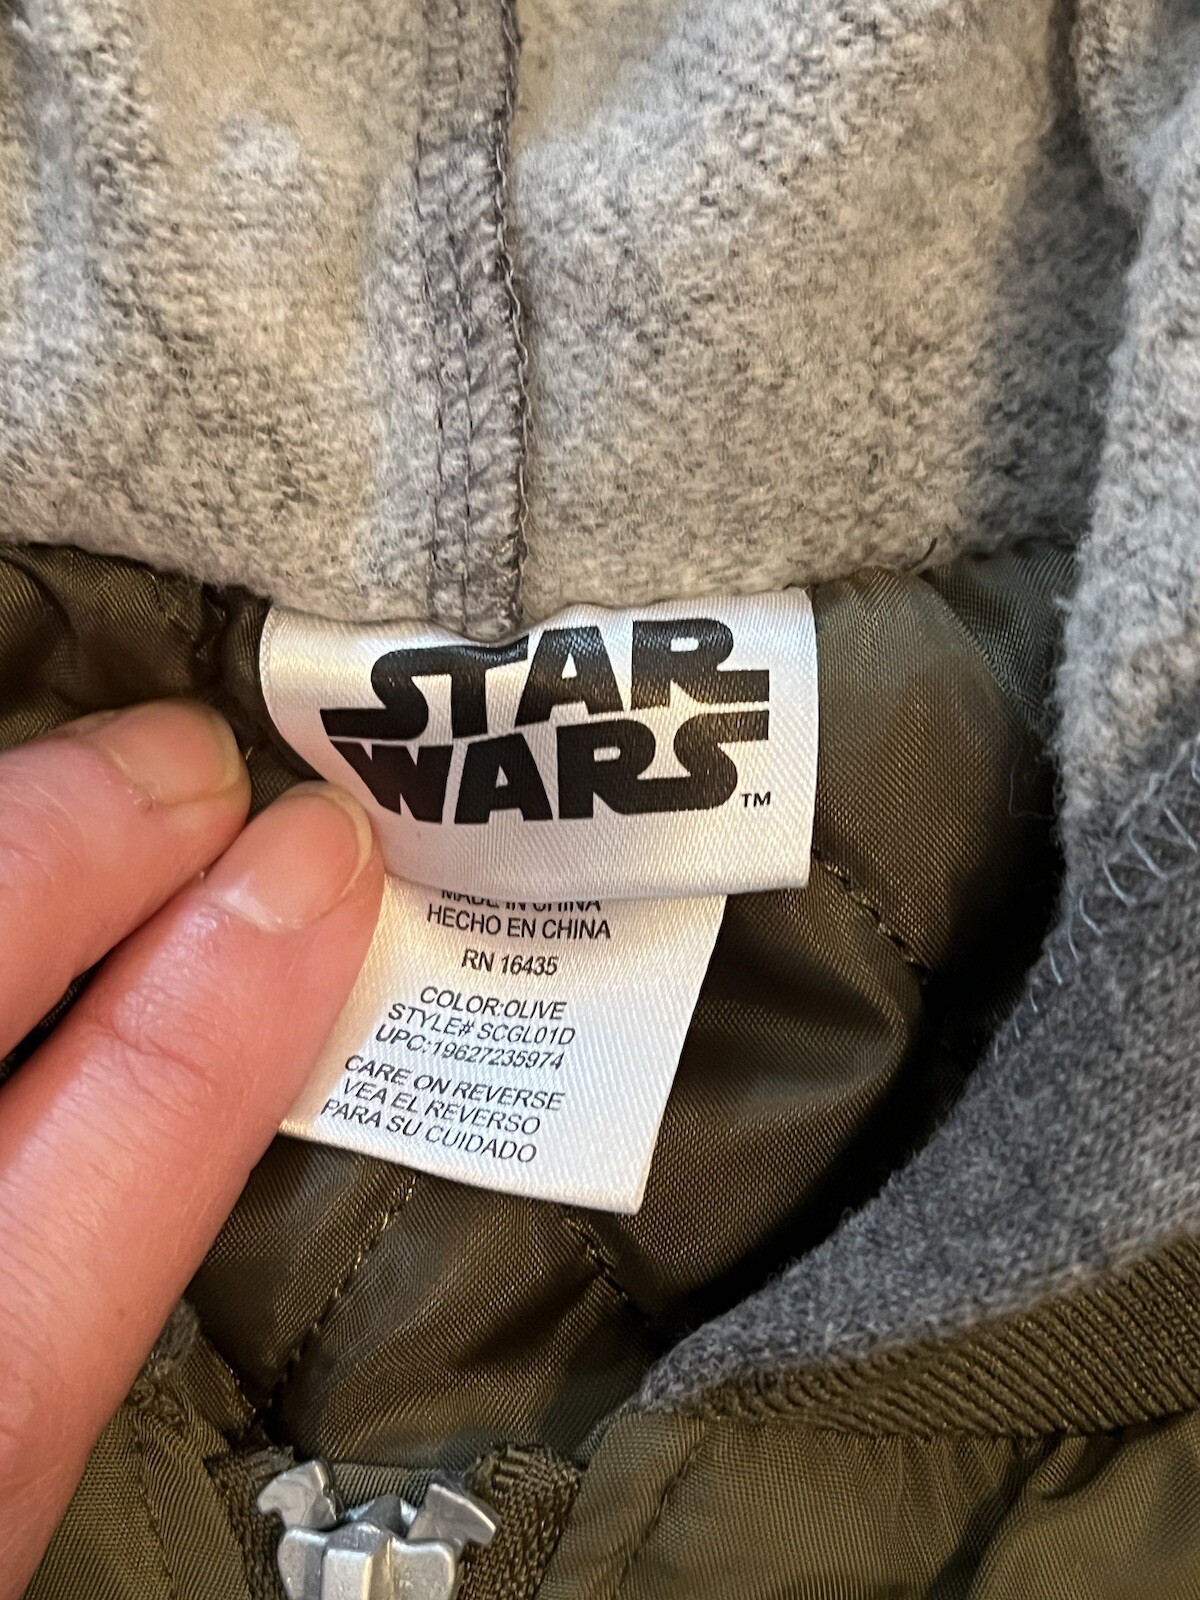 STAR
WARS
TM
MADE IN CHINA
HECHO EN CHINA
RN 16435
COLOR:OLIVE
STYLE# SCGL01D
UPC:19627235974
CARE ON REVERSE
VEA EL REVERSO
PARA SU CUIDADO